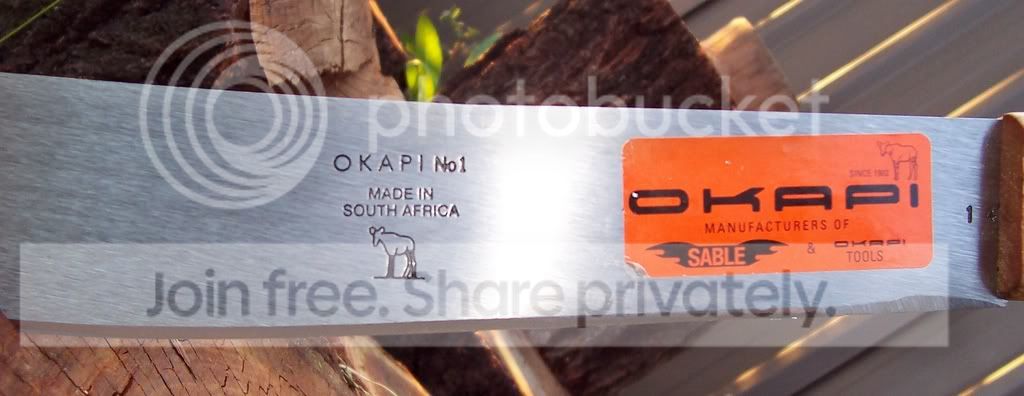 photobucket
OKAPI No1
MADE IN
SOUTH AFRICA
SINCE 1902
OKAPI
MANUFACTURERS OF
SABLE & OKAPI
TOOLS
1
Join free. Share privately.